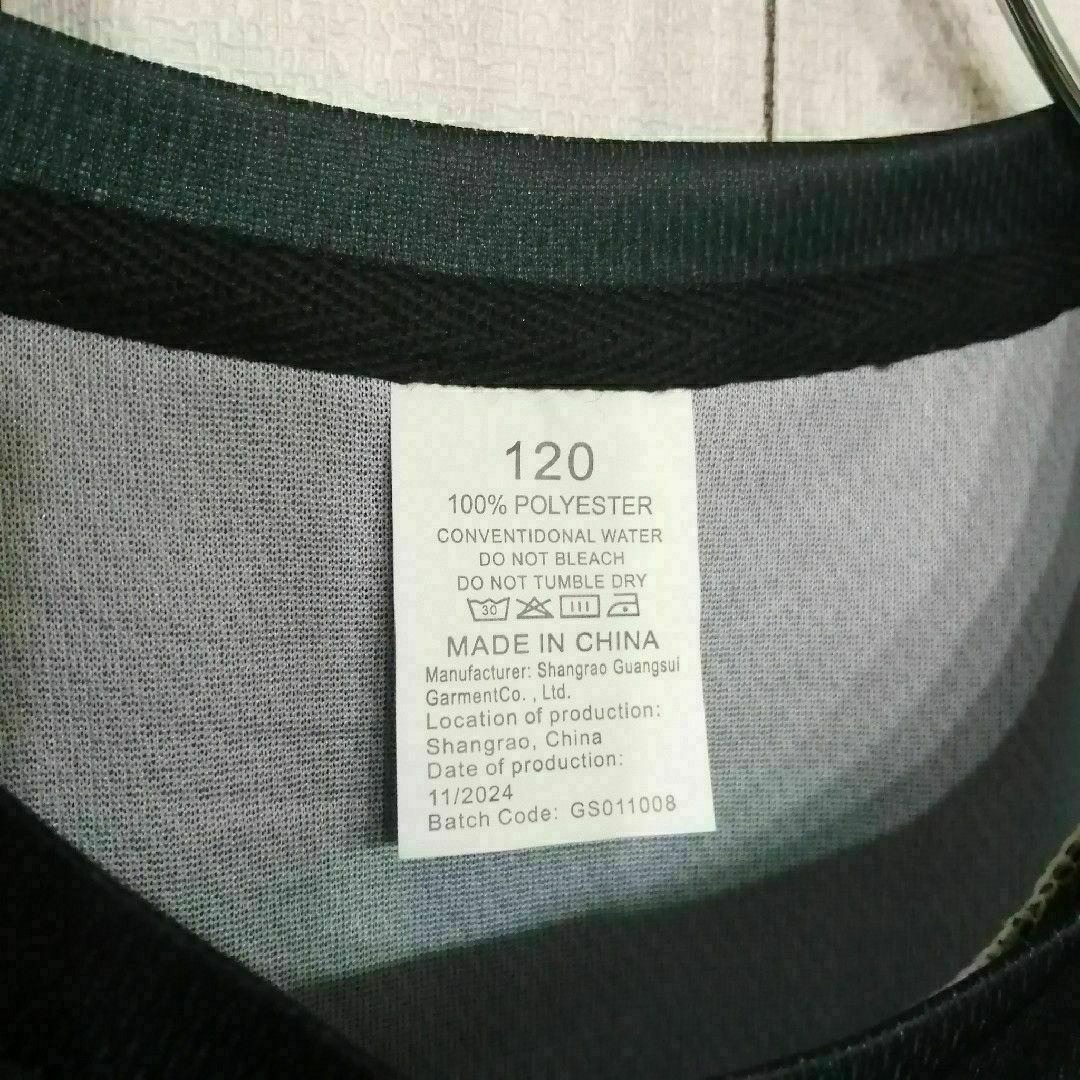 120
100% POLYESTER
CONVENTIDONAL WATER
DO NOT BLEACH
DO NOT TUMBLE DRY
30
MADE IN CHINA
Manufacturer: Shangrao Guangsui
GarmentCo. , Ltd.
Location of production:
Shangrao, China
Date of production:
11/2024
Batch Code: GS011008